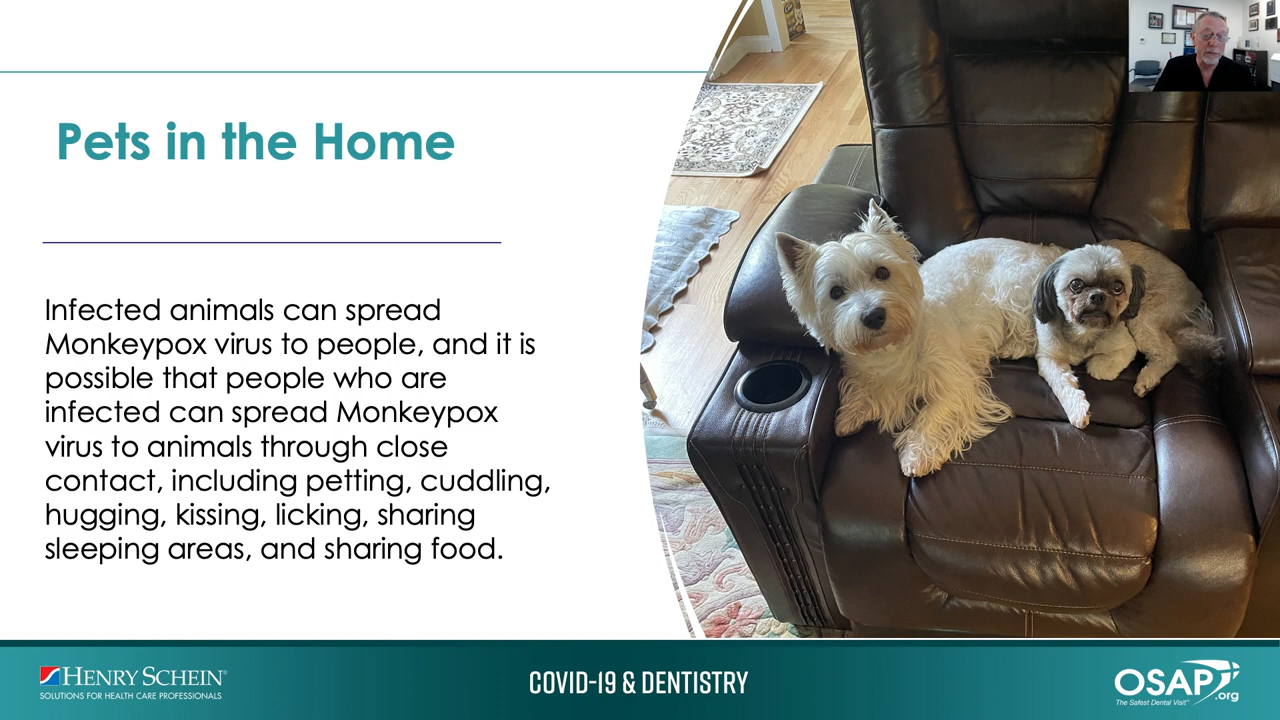 Pets in the Home
Infected animals can spread
Monkeypox virus to people, and it is
possible that people who are
infected can spread Monkeypox
virus to animals through close
contact, including petting, cuddling,
hugging, kissing, licking, sharing
sleeping areas, and sharing food.
HENRY SCHEIN®
SOLUTIONS FOR HEALTH CARE PROFESSIONALS
COVID-19 & DENTISTRY
OSAP.org
The Safest Dental Visit™